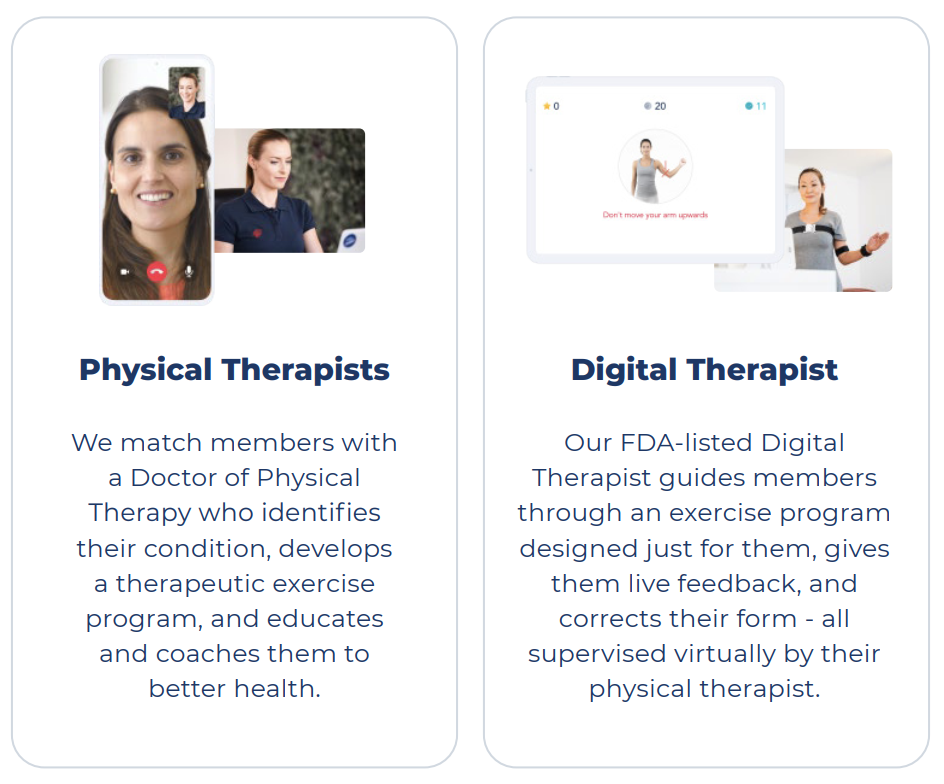 0
20
11
Don't move your arm upwards
Physical Therapists
We match members with
a Doctor of Physical
Therapy who identifies
their condition, develops
a therapeutic exercise
program, and educates
and coaches them to
better health.
Digital Therapist
Our FDA-listed Digital
Therapist guides members
through an exercise program
designed just for them, gives
them live feedback, and
corrects their form - all
supervised virtually by their
physical therapist.